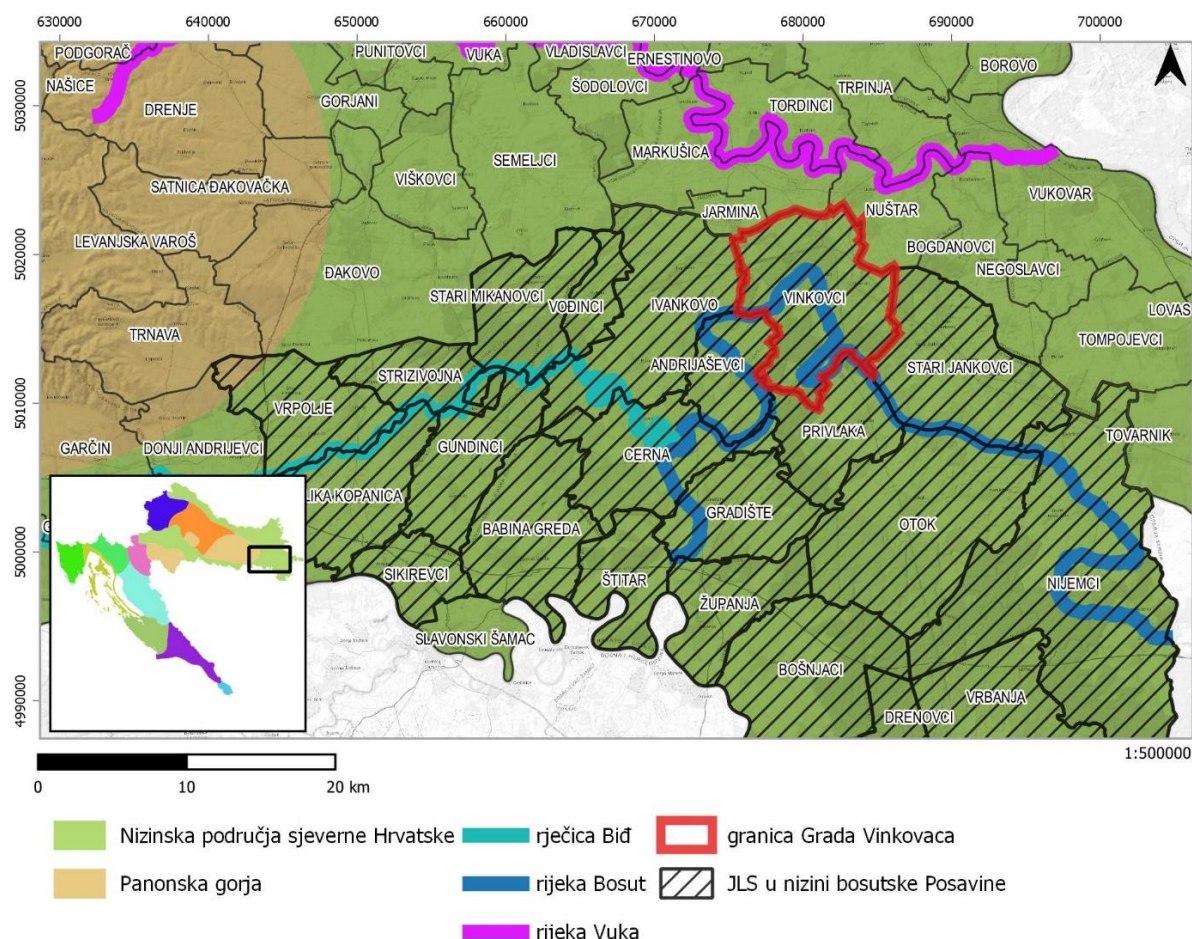 630000 640000 650000 660000 670000 680000 690000 700000
PODGORAČ PUNITOVCI VUKA VLADISLAVCI ERNESTINOVO
BOROVO
NAŠICE ŠODOLOVCI TRPINJA
DRENJE GORJANI TORDINCI
5030000
MARKUŠICA
SEMELJCI
SATNICA ĐAKOVAČKA VIŠKOVCI
VUKOVAR
JARMINA NUŠTAR
LEVANJSKA VAROŠ BOGDANOVCI
5020000
ĐAKOVO NEGOSLAVCI
STARI MIKANOVCI VINKOVCI
VOĐINCI IVANKOVO LOVAS
TRNAVA TOMPOJEVCI
ANDRIJAŠEVCI STARI JANKOVCI
STRIZIVOJNA
VRPOLJE
5010000
PRIVLAKA TOVARNIK
GARČIN DONJI ANDRIJEVCI GUNDINCI CERNA
LIKA KOPANICA
BABINA GREDA GRADIŠTE OTOK
5000000
SIKIREVCI ŠTITAR NIJEMCI
ŽUPANJA
SLAVONSKI ŠAMAC
BOŠNJACI
VRBANJA
4990000
DRENOVCI
1:500000
0 10 20 km
Nizinska područja sjeverne Hrvatske
rječica Biđ
granica Grada Vinkovaca
Panonska gorja
rijeka Bosut
JLS u nizini bosutske Posavine
rijeka Vuka